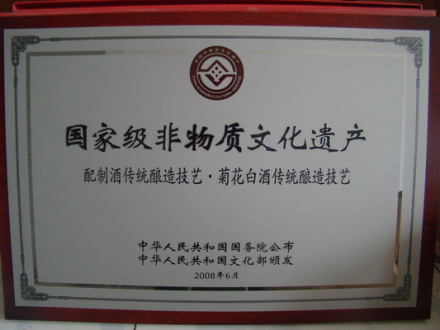 国家级非物质文化遗产
配制酒传统酿造技艺·菊花白酒传统酿造技艺
中华人民共和国国务院公布
中华人民共和国文化部颁发
2008年6月